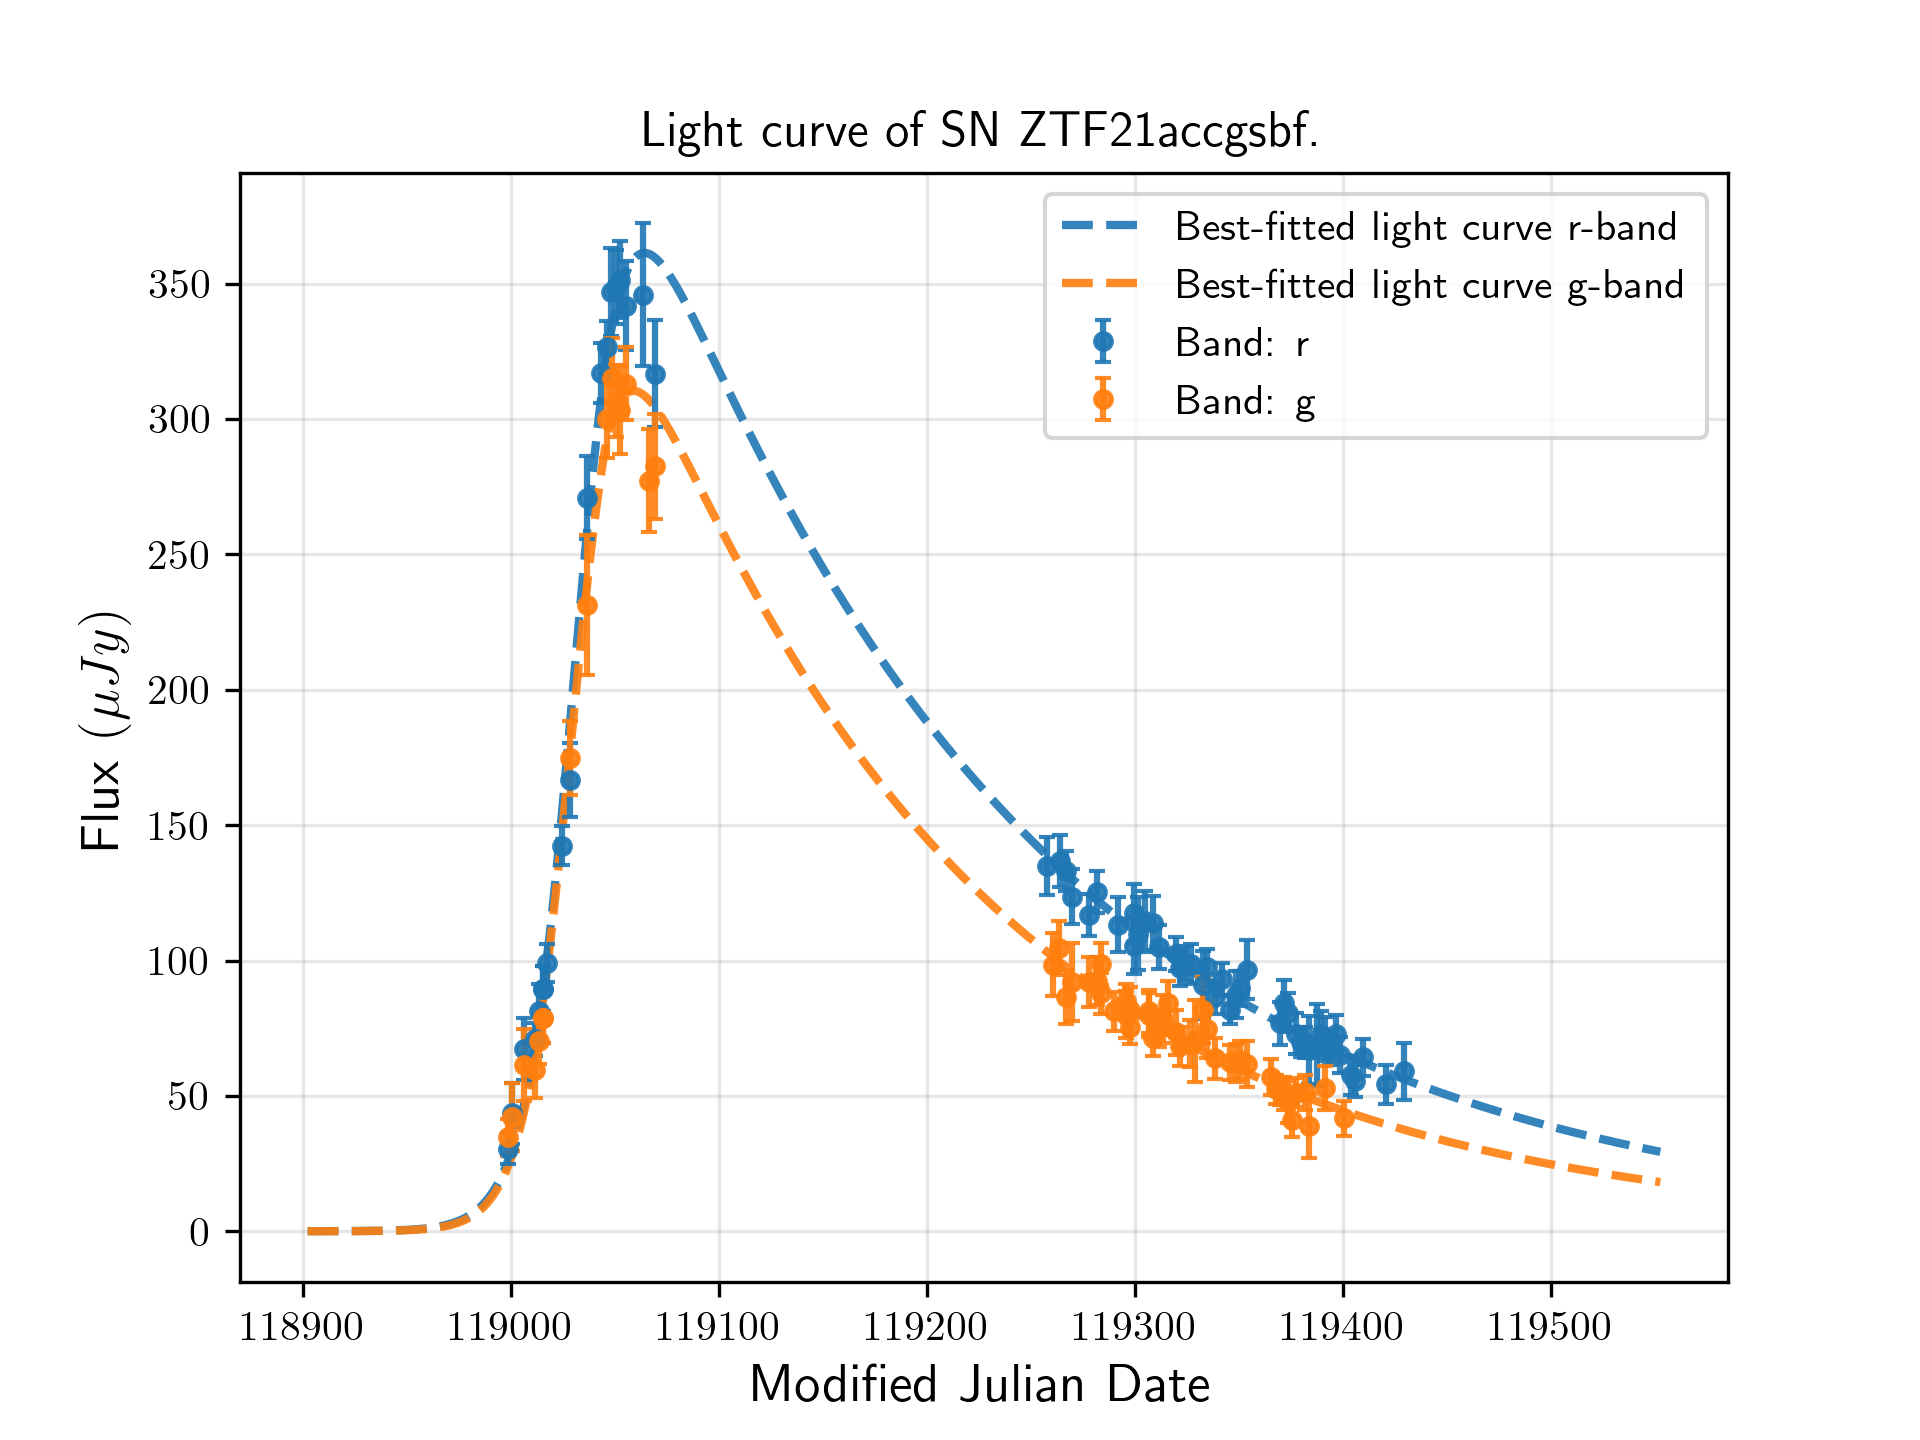 Light curve of SN ZTF21accgsbf.
Best-fitted light curve r-band
Best-fitted light curve g-band
Band: r
Band: g
Flux (μJy)
350
300
250
200
150
100
50
0
118900 119000 119100 119200 119300 119400 119500
Modified Julian Date